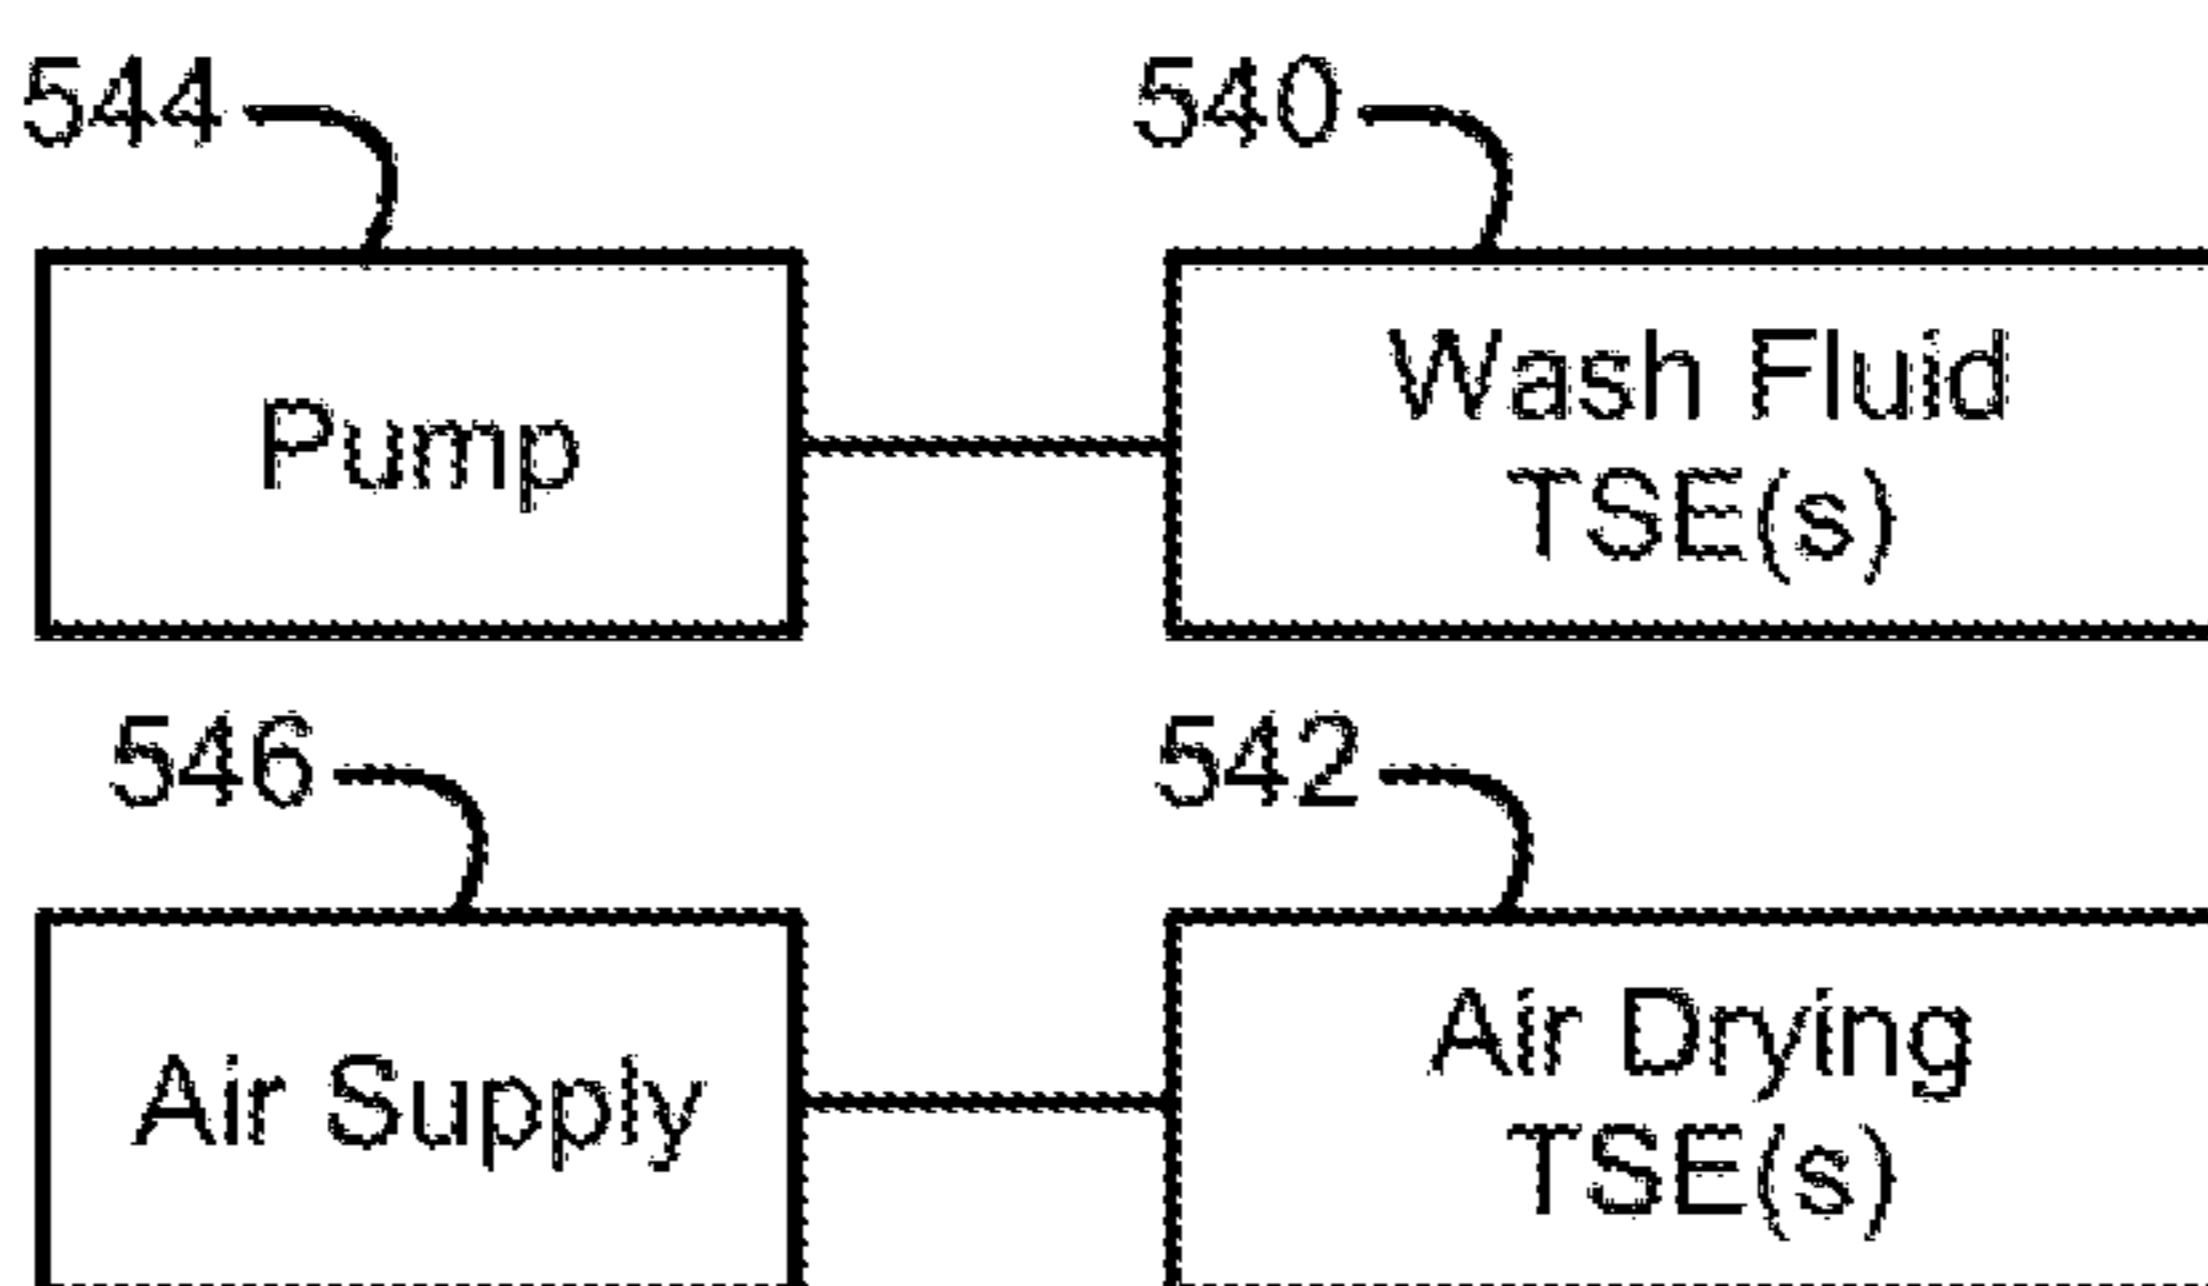 544
540
Pump
Wash Fluid
TSE(s)
546
542
Air Supply
Air Drying
TSE(s)